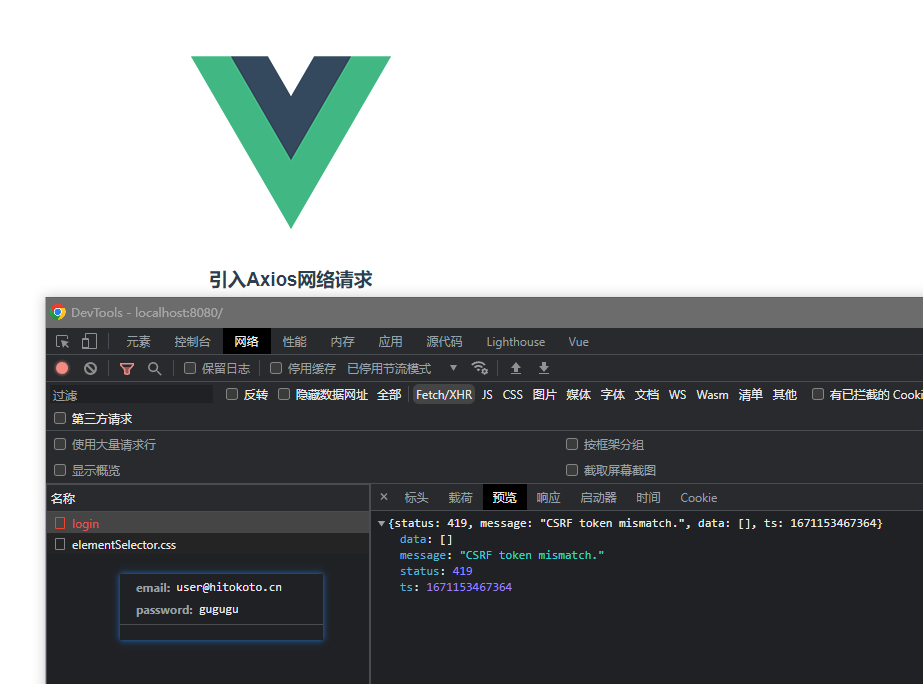 引入Axios网络请求
DevTools - localhost:8080/
元素 控制台 网络 性能 内存 应用 源代码 Lighthouse Vue
保留日志 停用缓存 已停用节流模式
过滤 反转 隐藏数据网址 全部 Fetch/XHR JS CSS 图片 媒体 字体 文档 WS Wasm 清单 其他 有已拦截的 Cooki
第三方请求
使用大量请求行 按框架分组
显示概览 截取屏幕截图
名称 × 标头 载荷 预览 响应 启动器 时间 Cookie
login
elementSelector.css
email: user@hitokoto.cn
password: gugugu
{status: 419, message: "CSRF token mismatch.", data: [], ts: 1671153467364}
data: []
message: "CSRF token mismatch."
status: 419
ts: 1671153467364